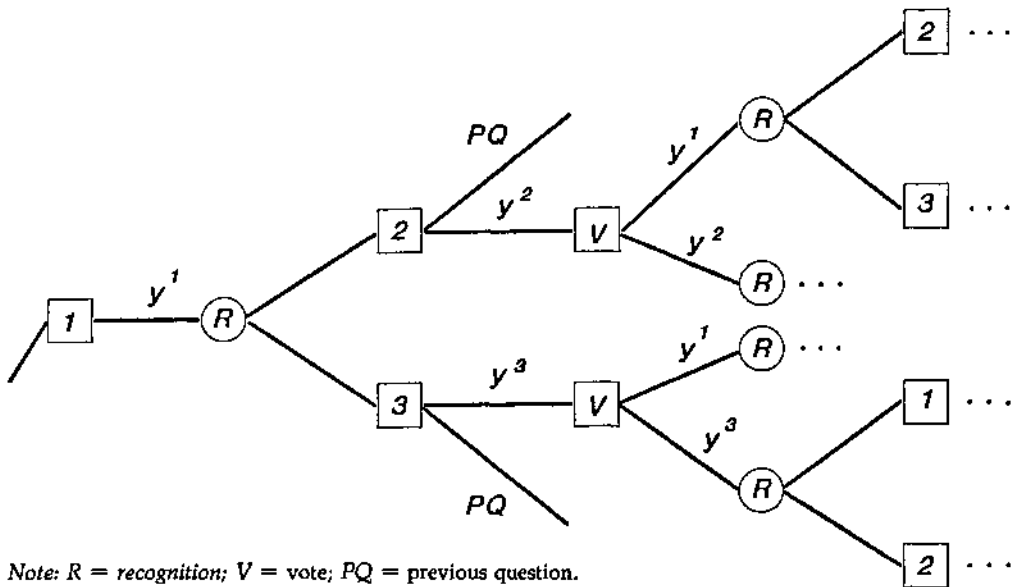 2 ...
R
PQ
y¹
y²
2
V
3 ...
y²
R ...
y¹
1
R
y¹
R ...
y³
3
V
1 ...
y³
R
PQ
2 ...
Note: R = recognition; V = vote; PQ = previous question.